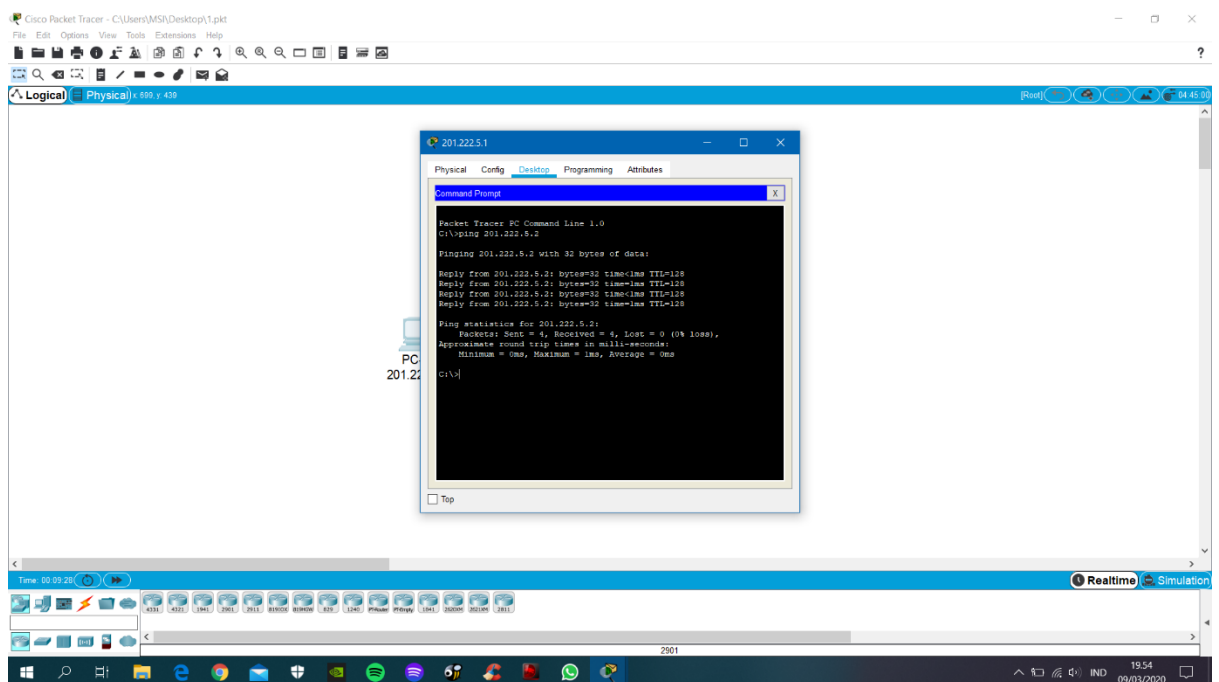 Cisco Packet Tracer - C:\Users\MSI\Desktop\1.pkt
File Edit Options View Tools Extensions Help
?
Logical Physical x: 599, y: 439 [Root] 04:45:00
201.222.5.1
Physical Config Desktop Programming Attributes
Command Prompt X
Packet Tracer PC Command Line 1.0
C:\>ping 201.222.5.2
Pinging 201.222.5.2 with 32 bytes of data:
Reply from 201.222.5.2: bytes=32 time<1ms TTL=128
Reply from 201.222.5.2: bytes=32 time=1ms TTL=128
Reply from 201.222.5.2: bytes=32 time<1ms TTL=128
Reply from 201.222.5.2: bytes=32 time=1ms TTL=128
Ping statistics for 201.222.5.2:
Packets: Sent = 4, Received = 4, Lost = 0 (0% loss),
Approximate round trip times in milli-seconds:
Minimum = 0ms, Maximum = 1ms, Average = 0ms
C:\>
PC
201.22
Top
Time: 00:09:28 Realtime Simulation
4331 4321 1941 2901 2911 819IOX 819HGW 829 1240 PT-Router PT-Empty 1841 2620XM 2621XM 2811
2901
IND
19.54
09/03/2020